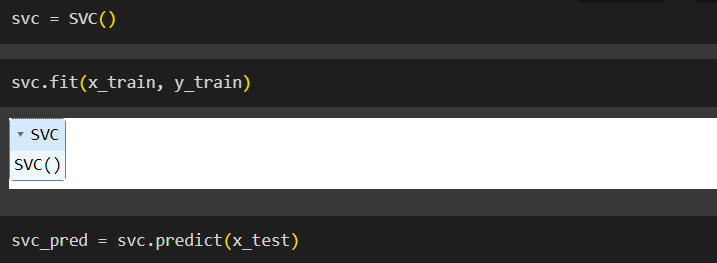 svc = SVC()
svc.fit(x_train, y_train)
▾ SVC
SVC()
svc_pred = svc.predict(x_test)